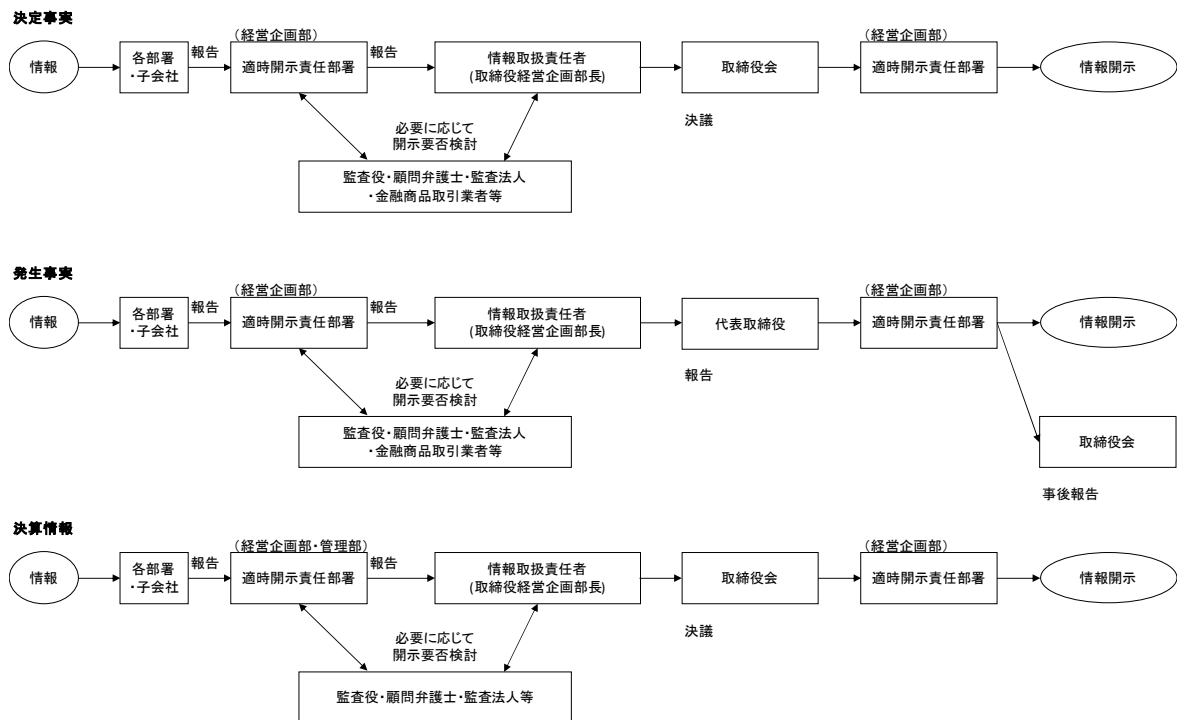 決定事実
(経営企画部)
(経営企画部)
情報
各部署
・子会社
報告
適時開示責任部署
報告
情報取扱責任者
(取締役経営企画部長)
取締役会
適時開示責任部署
情報開示
決議
必要に応じて
開示要否検討
監査役・顧問弁護士・監査法人
・金融商品取引業者等
発生事実
(経営企画部)
(経営企画部)
情報
各部署
・子会社
報告
適時開示責任部署
報告
情報取扱責任者
(取締役経営企画部長)
代表取締役
適時開示責任部署
情報開示
報告
必要に応じて
開示要否検討
監査役・顧問弁護士・監査法人
・金融商品取引業者等
取締役会
事後報告
決算情報
(経営企画部・管理部)
(経営企画部)
情報
各部署
・子会社
報告
適時開示責任部署
報告
情報取扱責任者
(取締役経営企画部長)
取締役会
適時開示責任部署
情報開示
決議
必要に応じて
開示要否検討
監査役・顧問弁護士・監査法人等